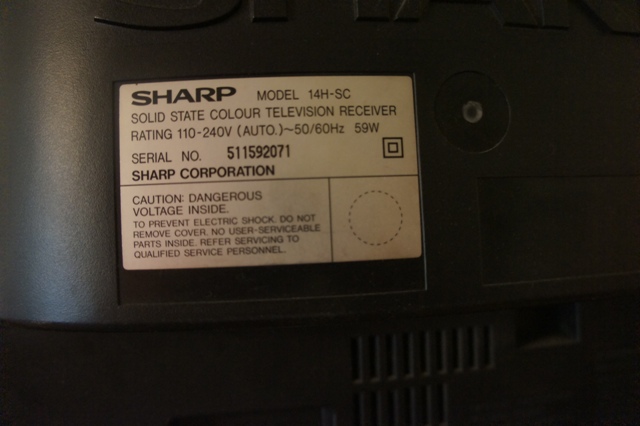 SHARP MODEL 14H-SC
SOLID STATE COLOUR TELEVISION RECEIVER
RATING 110-240V (AUTO.)~50/60Hz 59W
SERIAL NO. 511592071
SHARP CORPORATION
CAUTION: DANGEROUS
VOLTAGE INSIDE.
TO PREVENT ELECTRIC SHOCK. DO NOT
REMOVE COVER. NO USER-SERVICEABLE
PARTS INSIDE. REFER SERVICING TO
QUALIFIED SERVICE PERSONNEL.